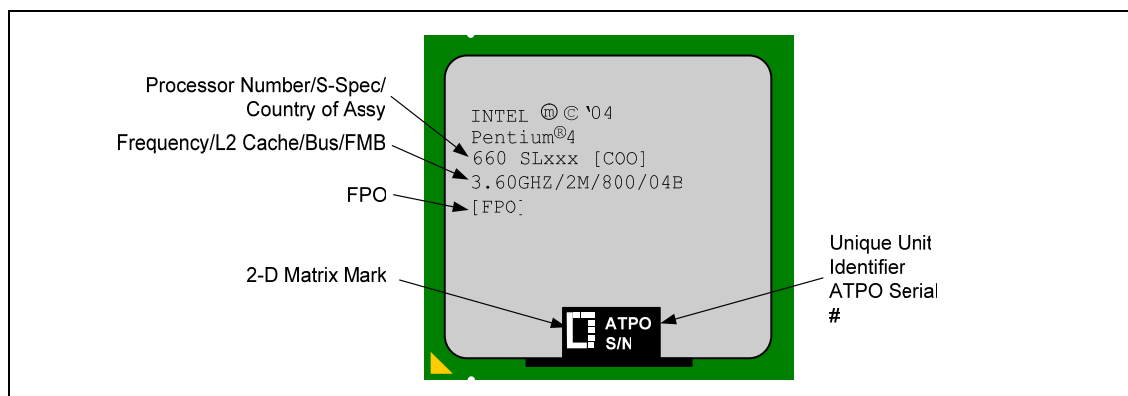 Processor Number/S-Spec/
Country of Assy
Frequency/L2 Cache/Bus/FMB
FPO
2-D Matrix Mark
INTEL ⓜ © '04
Pentium®4
660 SLxxx [COO]
3.60GHZ/2M/800/04B
[FPO]
ATPO
S/N
Unique Unit
Identifier
ATPO Serial
#